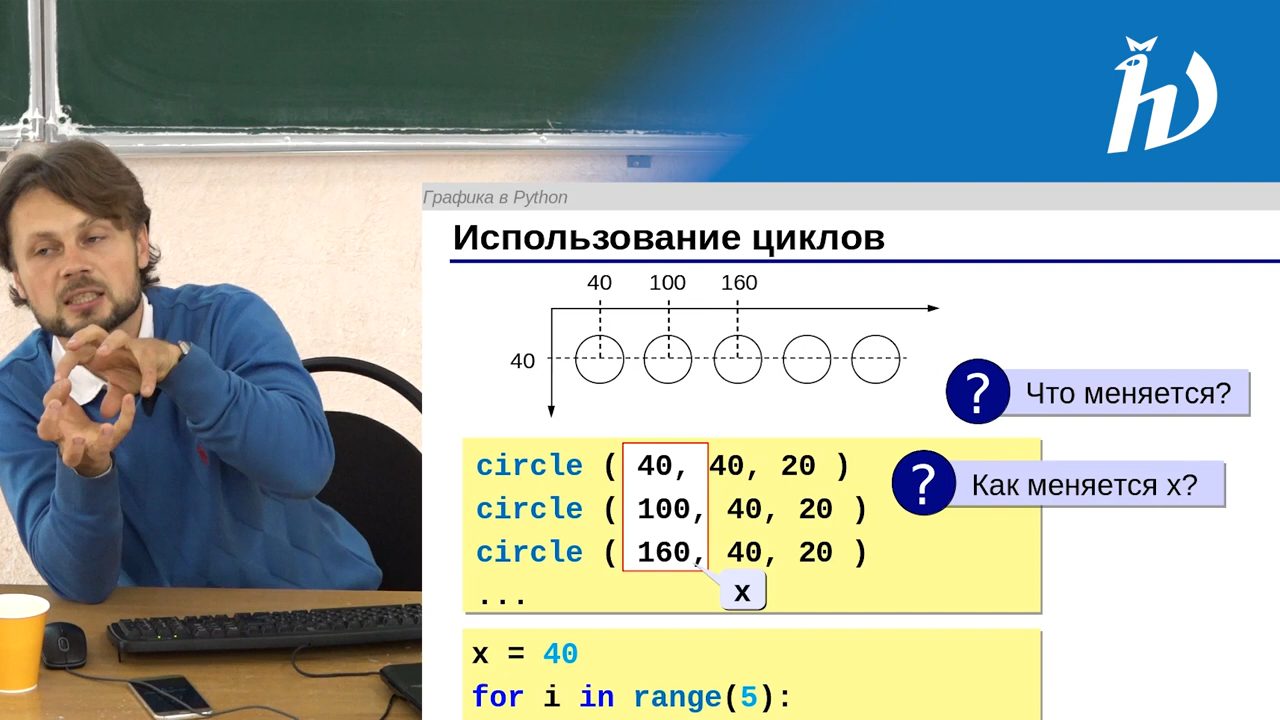 Графика в Python
Использование циклов
40 100 160
40
? Что меняется?
circle ( 40, 40, 20 )
circle ( 100, 40, 20 )
circle ( 160, 40, 20 )
...
? Как меняется x?
x
x = 40
for i in range(5):